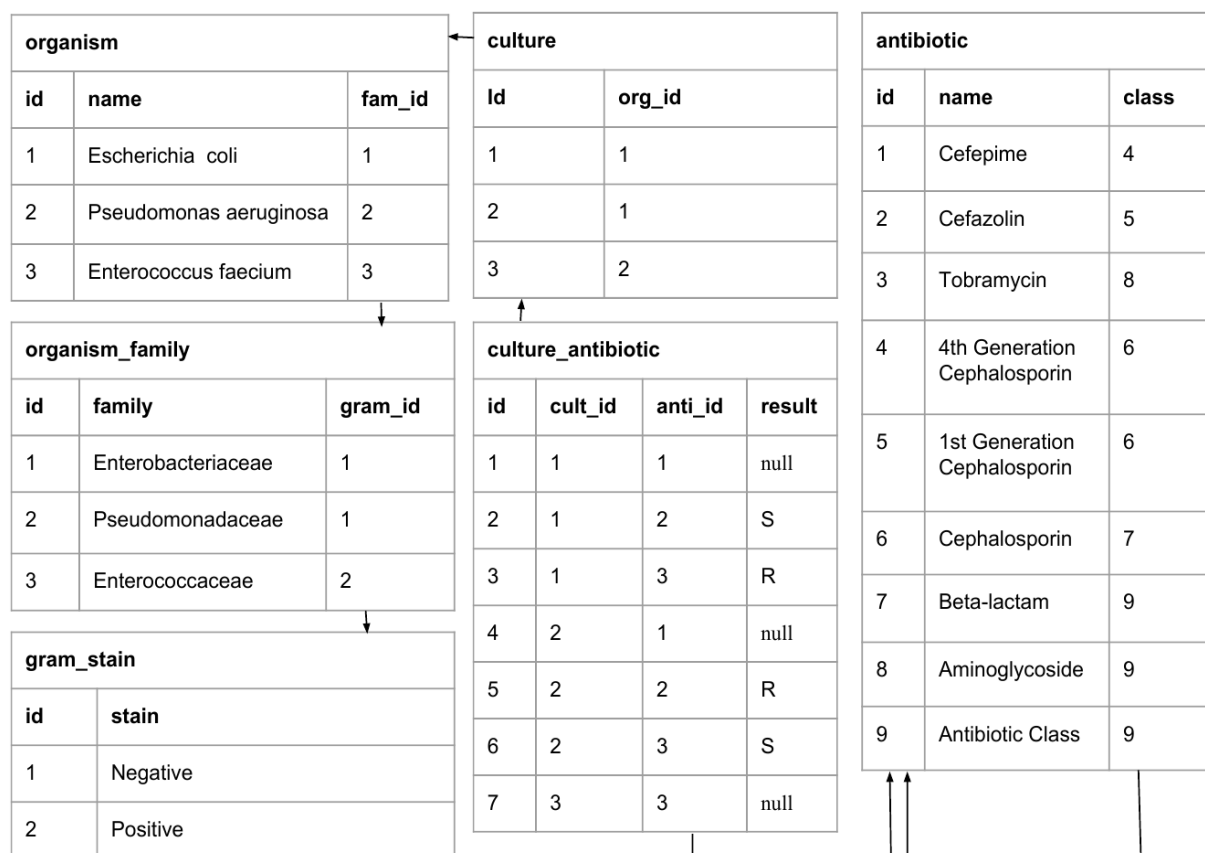 organism
id name fam_id
1 Escherichia coli 1
2 Pseudomonas aeruginosa 2
3 Enterococcus faecium 3
organism_family
id family gram_id
1 Enterobacteriaceae 1
2 Pseudomonadaceae 1
3 Enterococcaceae 2
gram_stain
id stain
1 Negative
2 Positive
culture
Id org_id
1 1
2 1
3 2
culture_antibiotic
id cult_id anti_id result
1 1 1 null
2 1 2 S
3 1 3 R
4 2 1 null
5 2 2 R
6 2 3 S
7 3 3 null
antibiotic
id name class
1 Cefepime 4
2 Cefazolin 5
3 Tobramycin 8
4 4th Generation 6
Cephalosporin
5 1st Generation 6
Cephalosporin
6 Cephalosporin 7
7 Beta-lactam 9
8 Aminoglycoside 9
9 Antibiotic Class 9